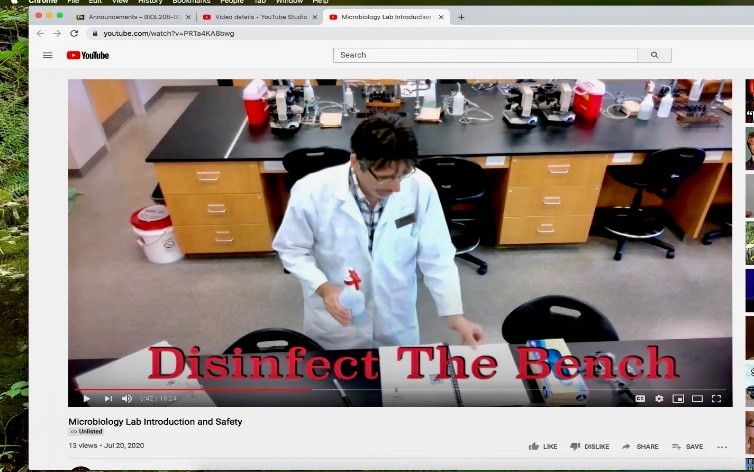 Chrome File Edit View History Bookmarks People Tab Window Help
Announcements – BIOL208-0
Video details - YouTube Studio
Microbiology Lab Introduction
youtube.com/watch?v=PRTa4KA8bwg
YouTube
Search
Disinfect The Bench
6:42 / 18:24
Microbiology Lab Introduction and Safety
Unlisted
13 views • Jul 20, 2020
LIKE DISLIKE SHARE SAVE